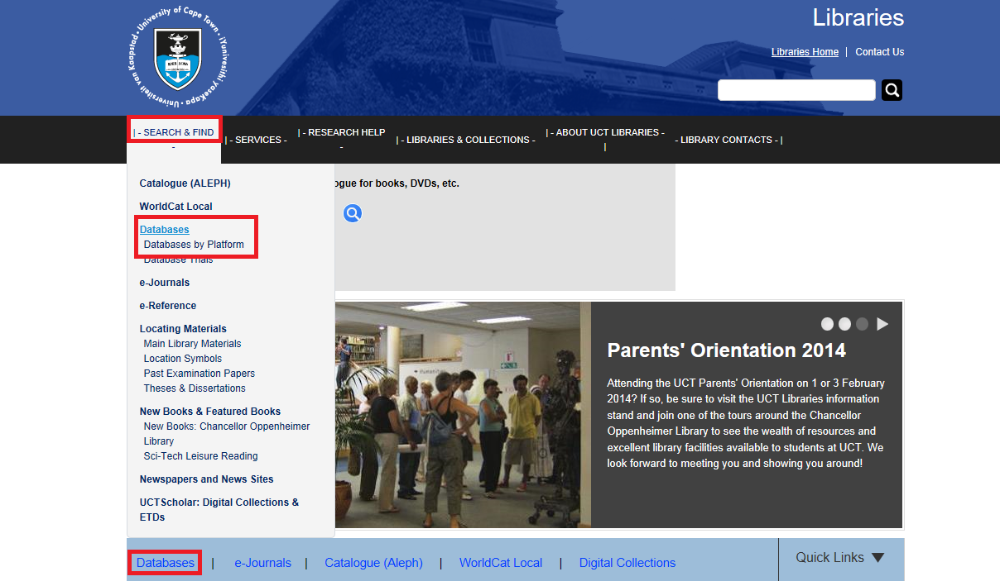 University of Cape Town · iYunivesithi yaseKapa · Universiteit van Kaapstad
Libraries
Libraries Home | Contact Us
| - SEARCH & FIND
-
| - SERVICES -
| - RESEARCH HELP
-
| - LIBRARIES & COLLECTIONS -
| - ABOUT UCT LIBRARIES -
|
- LIBRARY CONTACTS - |
Catalogue (ALEPH)
WorldCat Local
Databases
Databases by Platform
Database Trials
e-Journals
e-Reference
Locating Materials
Main Library Materials
Location Symbols
Past Examination Papers
Theses & Dissertations
New Books & Featured Books
New Books: Chancellor Oppenheimer
Library
Sci-Tech Leisure Reading
Newspapers and News Sites
UCTScholar: Digital Collections &
ETDs
ogue for books, DVDs, etc.
Humanities
Parents' Orientation 2014
Attending the UCT Parents' Orientation on 1 or 3 February
2014? If so, be sure to visit the UCT Libraries information
stand and join one of the tours around the Chancellor
Oppenheimer Library to see the wealth of resources and
excellent library facilities available to students at UCT. We
look forward to meeting you and showing you around!
Databases | e-Journals | Catalogue (Aleph) | WorldCat Local | Digital Collections
Quick Links